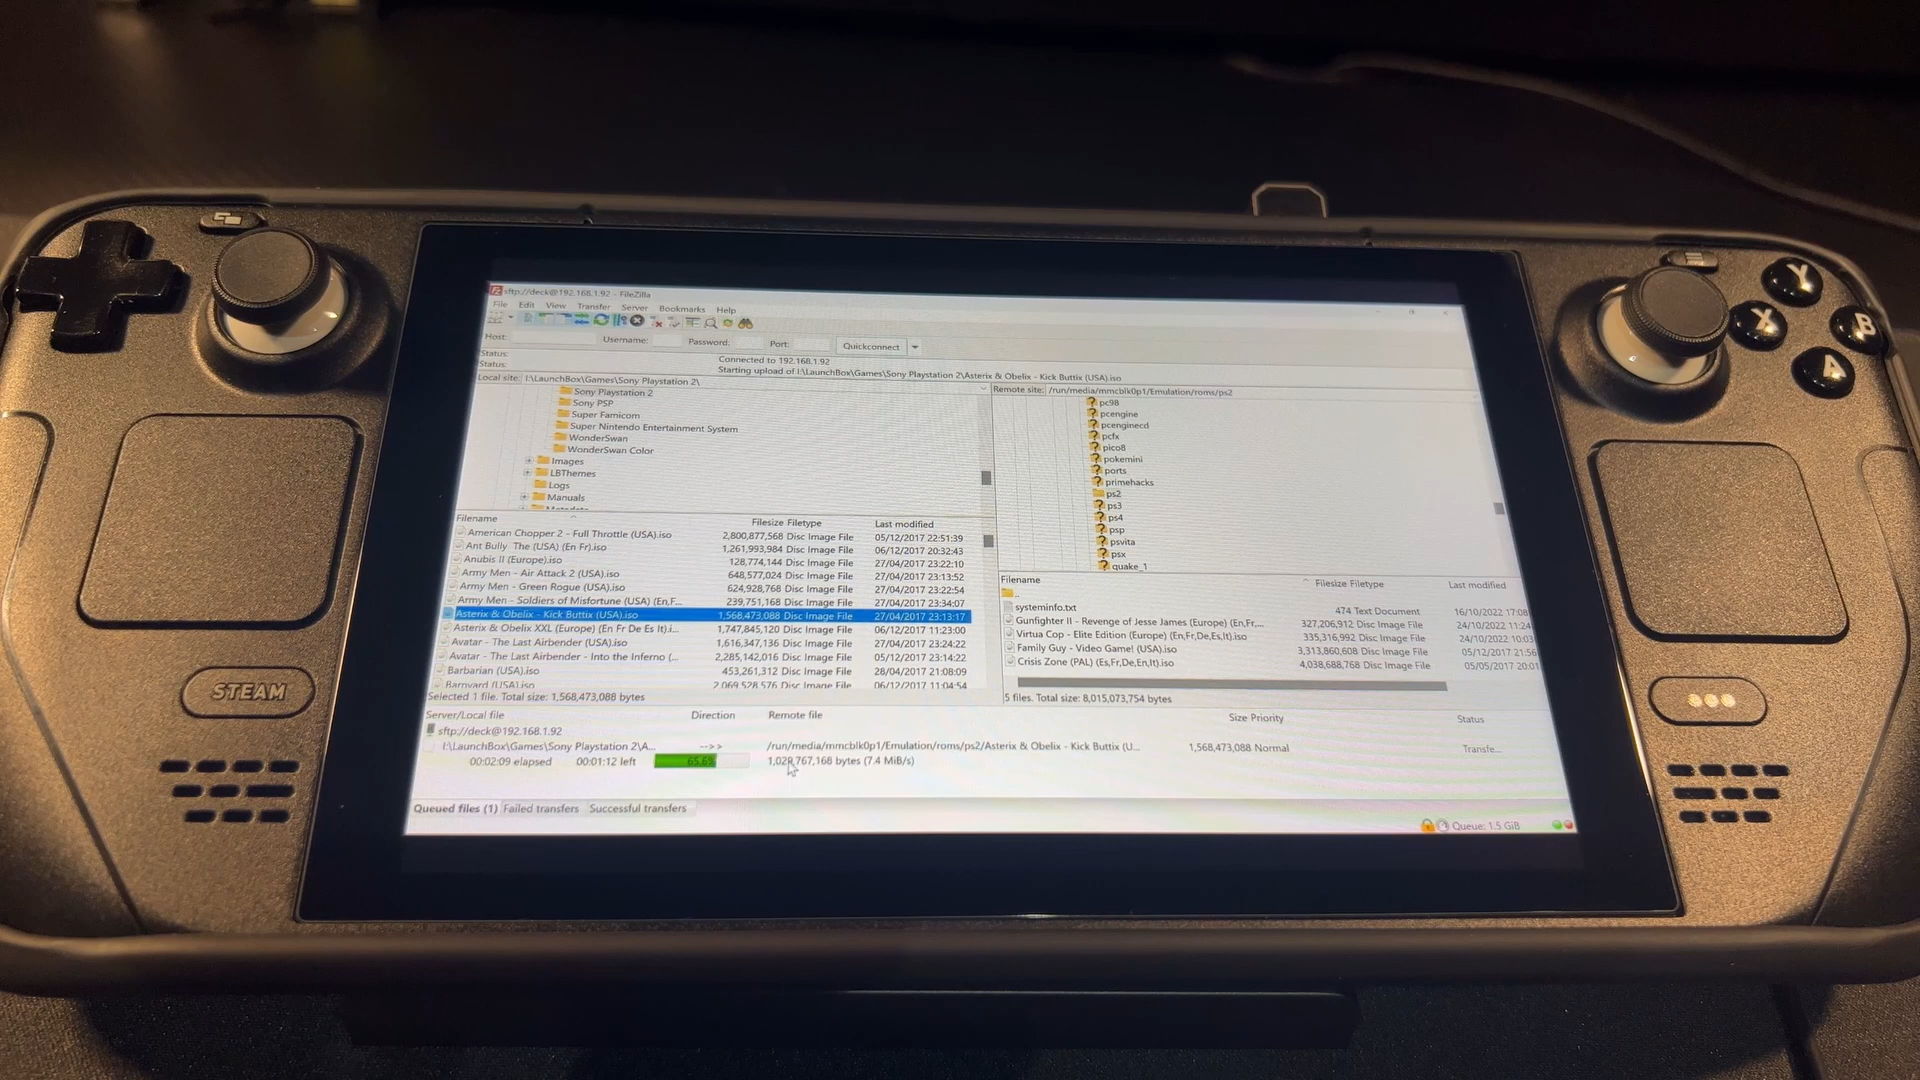 sftp://deck@192.168.1.92 - FileZilla
File Edit View Transfer Server Bookmarks Help
Host: Username: Password: Port: Quickconnect
Status: Connected to 192.168.1.92
Status: Starting upload of I:\LaunchBox\Games\Sony Playstation 2\Asterix & Obelix - Kick Buttix (USA).iso
Local site: I:\LaunchBox\Games\Sony Playstation 2\
Sony Playstation 2
Sony PSP
Super Famicom
Super Nintendo Entertainment System
WonderSwan
WonderSwan Color
Images
LBThemes
Logs
Manuals
Remote site: /run/media/mmcblk0p1/Emulation/roms/ps2
pc98
pcengine
pcenginecd
pcfx
pico8
pokemini
ports
primehacks
ps2
ps3
ps4
psp
psvita
psx
quake_1
Filename Filesize Filetype Last modified
American Chopper 2 - Full Throttle (USA).iso 2,800,877,568 Disc Image File 05/12/2017 22:51:39
Ant Bully The (USA) (En Fr).iso 1,261,993,984 Disc Image File 06/12/2017 20:32:43
Anubis II (Europe).iso 128,774,144 Disc Image File 27/04/2017 23:22:10
Army Men - Air Attack 2 (USA).iso 648,577,024 Disc Image File 27/04/2017 23:13:52
Army Men - Green Rogue (USA).iso 624,928,768 Disc Image File 27/04/2017 23:22:54
Army Men - Soldiers of Misfortune (USA) (En,F... 239,751,168 Disc Image File 27/04/2017 23:34:07
Asterix & Obelix - Kick Buttix (USA).iso 1,568,473,088 Disc Image File 27/04/2017 23:13:17
Asterix & Obelix XXL (Europe) (En Fr De Es It).i... 1,747,845,120 Disc Image File 06/12/2017 11:23:00
Avatar - The Last Airbender (USA).iso 1,616,347,136 Disc Image File 27/04/2017 23:24:22
Avatar - The Last Airbender - Into the Inferno (... 2,285,142,016 Disc Image File 05/12/2017 23:14:22
Barbarian (USA).iso 453,261,312 Disc Image File 28/04/2017 21:08:09
Barnyard (USA).iso 2,069,528,576 Disc Image File 06/12/2017 11:04:54
Selected 1 file. Total size: 1,568,473,088 bytes
Filename Filesize Filetype Last modified
..
systeminfo.txt 474 Text Document 16/10/2022 17:08
Gunfighter II - Revenge of Jesse James (Europe) (En,Fr,... 327,206,912 Disc Image File 24/10/2022 11:24
Virtua Cop - Elite Edition (Europe) (En,Fr,De,Es,It).iso 335,316,992 Disc Image File 24/10/2022 10:03
Family Guy - Video Game! (USA).iso 3,313,860,608 Disc Image File 05/12/2017 21:56
Crisis Zone (PAL) (Es,Fr,De,En,It).iso 4,038,688,768 Disc Image File 05/05/2017 20:01
5 files. Total size: 8,015,073,754 bytes
Server/Local file Direction Remote file Size Priority Status
sftp://deck@192.168.1.92
I:\LaunchBox\Games\Sony Playstation 2\A... -->> /run/media/mmcblk0p1/Emulation/roms/ps2/Asterix & Obelix - Kick Buttix (U... 1,568,473,088 Normal Transfe...
00:02:09 elapsed 00:01:12 left 65.6% 1,029,767,168 bytes (7.4 MiB/s)
Queued files (1) Failed transfers Successful transfers
Queue: 1.5 GiB
STEAM
Y
X
B
A